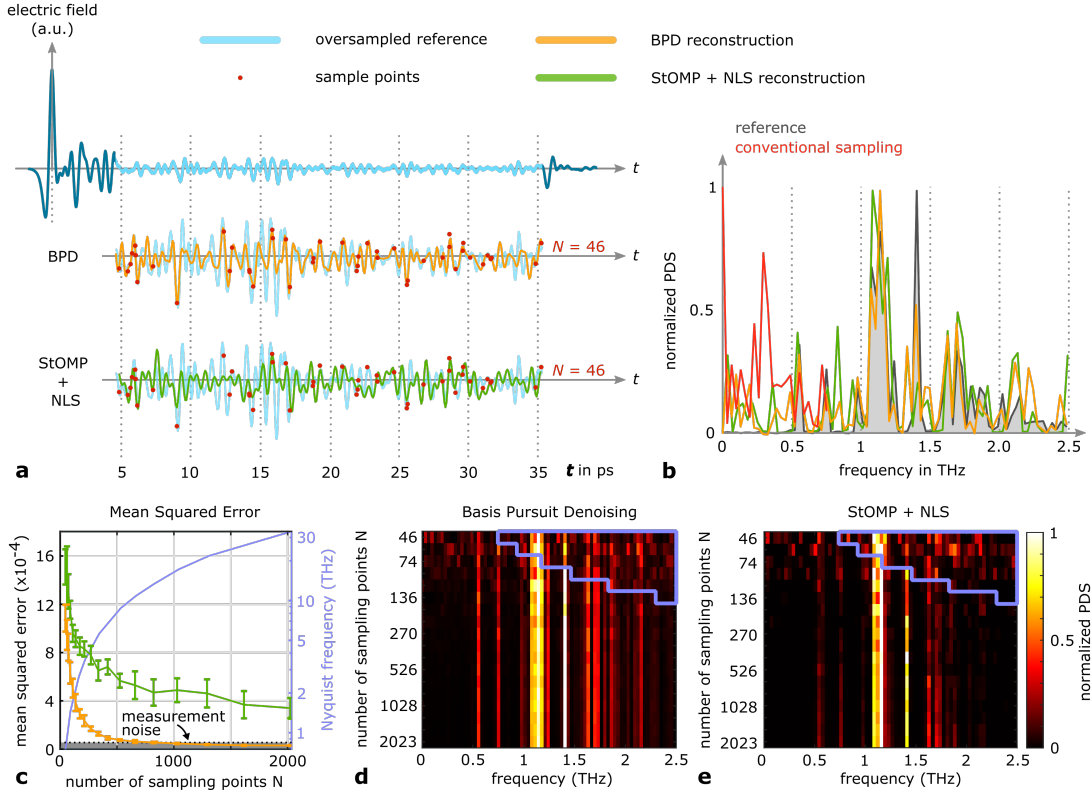 electric field
(a.u.)
oversampled reference
sample points
BPD reconstruction
StOMP + NLS reconstruction
t
BPD
N = 46
t
StOMP
+
NLS
N = 46
t
a
5
10
15
20
25
30
35
t in ps
reference
conventional sampling
normalized PDS
1
0.5
0
0
0.5
1.0
1.5
2.0
2.5
b
frequency in THz
Mean Squared Error
mean squared error (x10⁻⁴)
16
12
8
4
0
0
1000
2000
30
10
5
2
1
Nyquist frequency (THz)
measurement
noise
c
number of sampling points N
Basis Pursuit Denoising
number of sampling points N
46
74
136
270
526
1028
2023
0
0.5
1
1.5
2
2.5
d
frequency (THz)
StOMP + NLS
number of sampling points N
46
74
136
270
526
1028
2023
0
0.5
1
1.5
2
2.5
e
frequency (THz)
1
0.5
0
normalized PDS